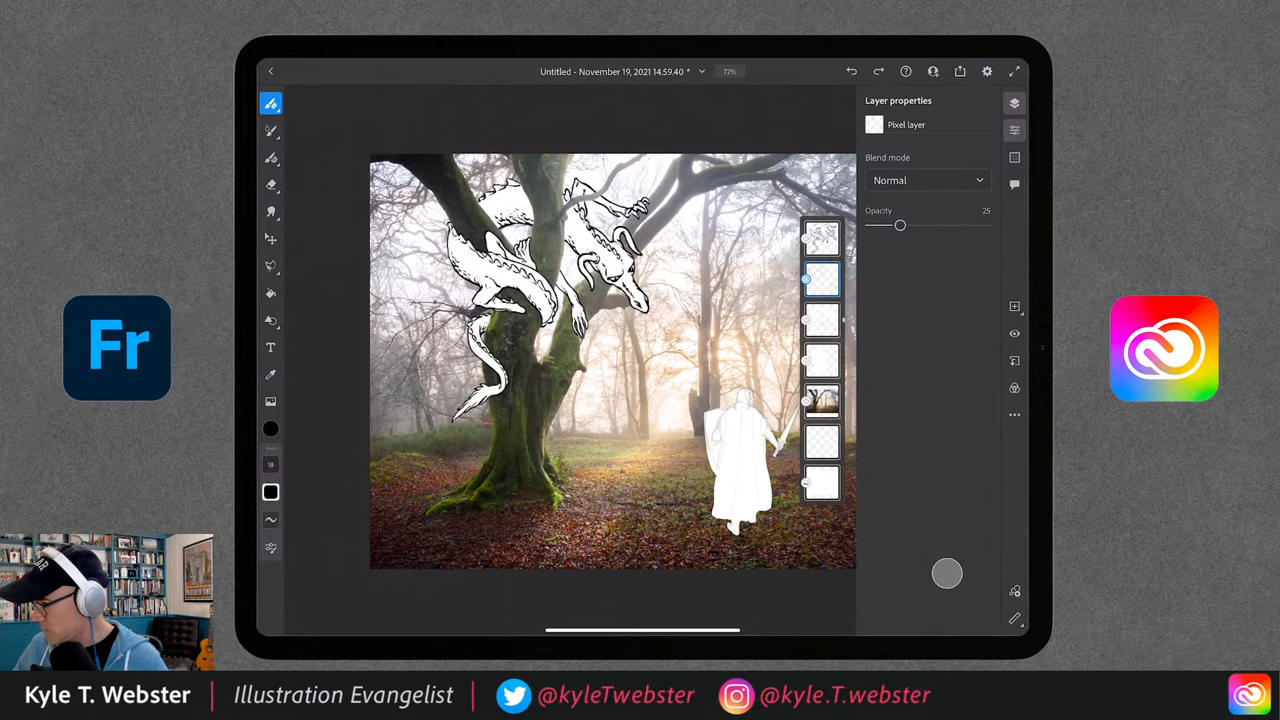 Untitled - November 19, 2021 14.59.40 *
72%
Layer properties
Pixel layer
Blend mode
Normal
Opacity
25
T
18
Fr
Kyle T. Webster | Illustration Evangelist | @kyleTwebster @kyle.T.webster